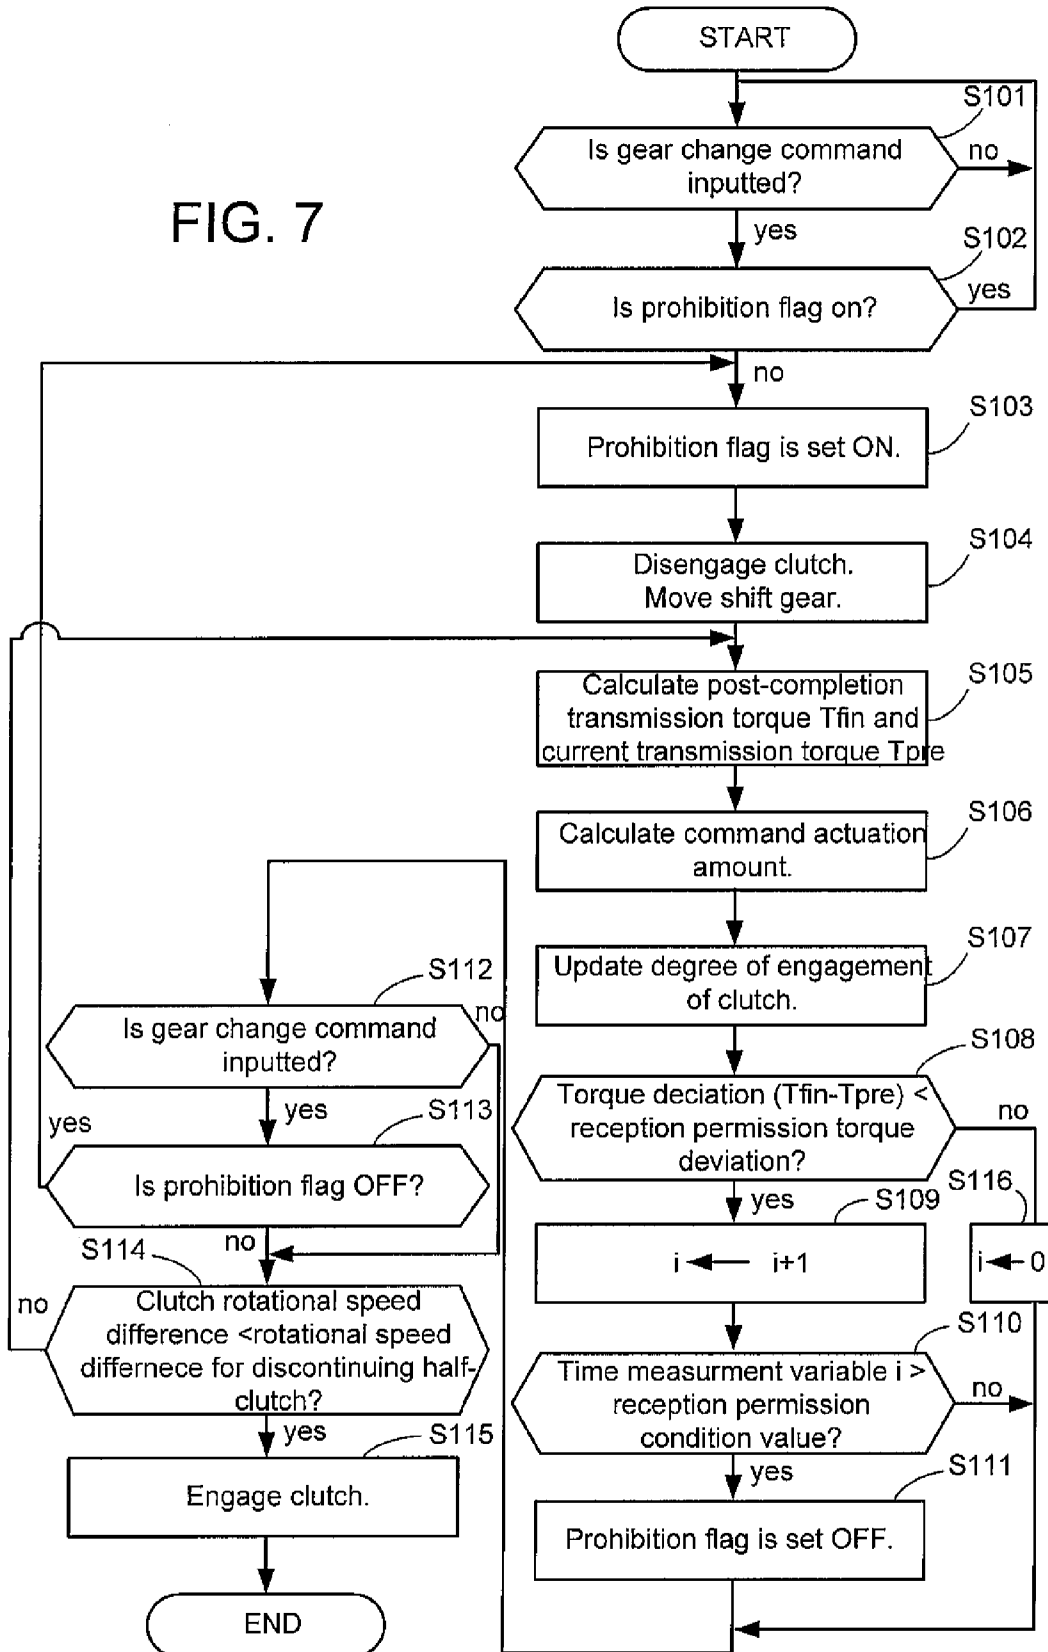 FIG. 7
START
S101
Is gear change command
inputted?
no
yes
S102
Is prohibition flag on?
yes
no
S103
Prohibition flag is set ON.
S104
Disengage clutch.
Move shift gear.
S105
Calculate post-completion
transmission torque Tfin and
current transmission torque Tpre
S106
Calculate command actuation
amount.
S107
Update degree of engagement
of clutch.
S108
Torque deciation (Tfin-Tpre) <
reception permission torque
deviation?
no
yes
S109
i ← i+1
S116
i ← 0
S110
Time measurment variable i >
reception permission
condition value?
no
yes
S111
Prohibition flag is set OFF.
S112
Is gear change command
inputted?
no
yes
S113
Is prohibition flag OFF?
yes
no
S114
Clutch rotational speed
difference <rotational speed
differnece for discontinuing half-
clutch?
no
yes
S115
Engage clutch.
END